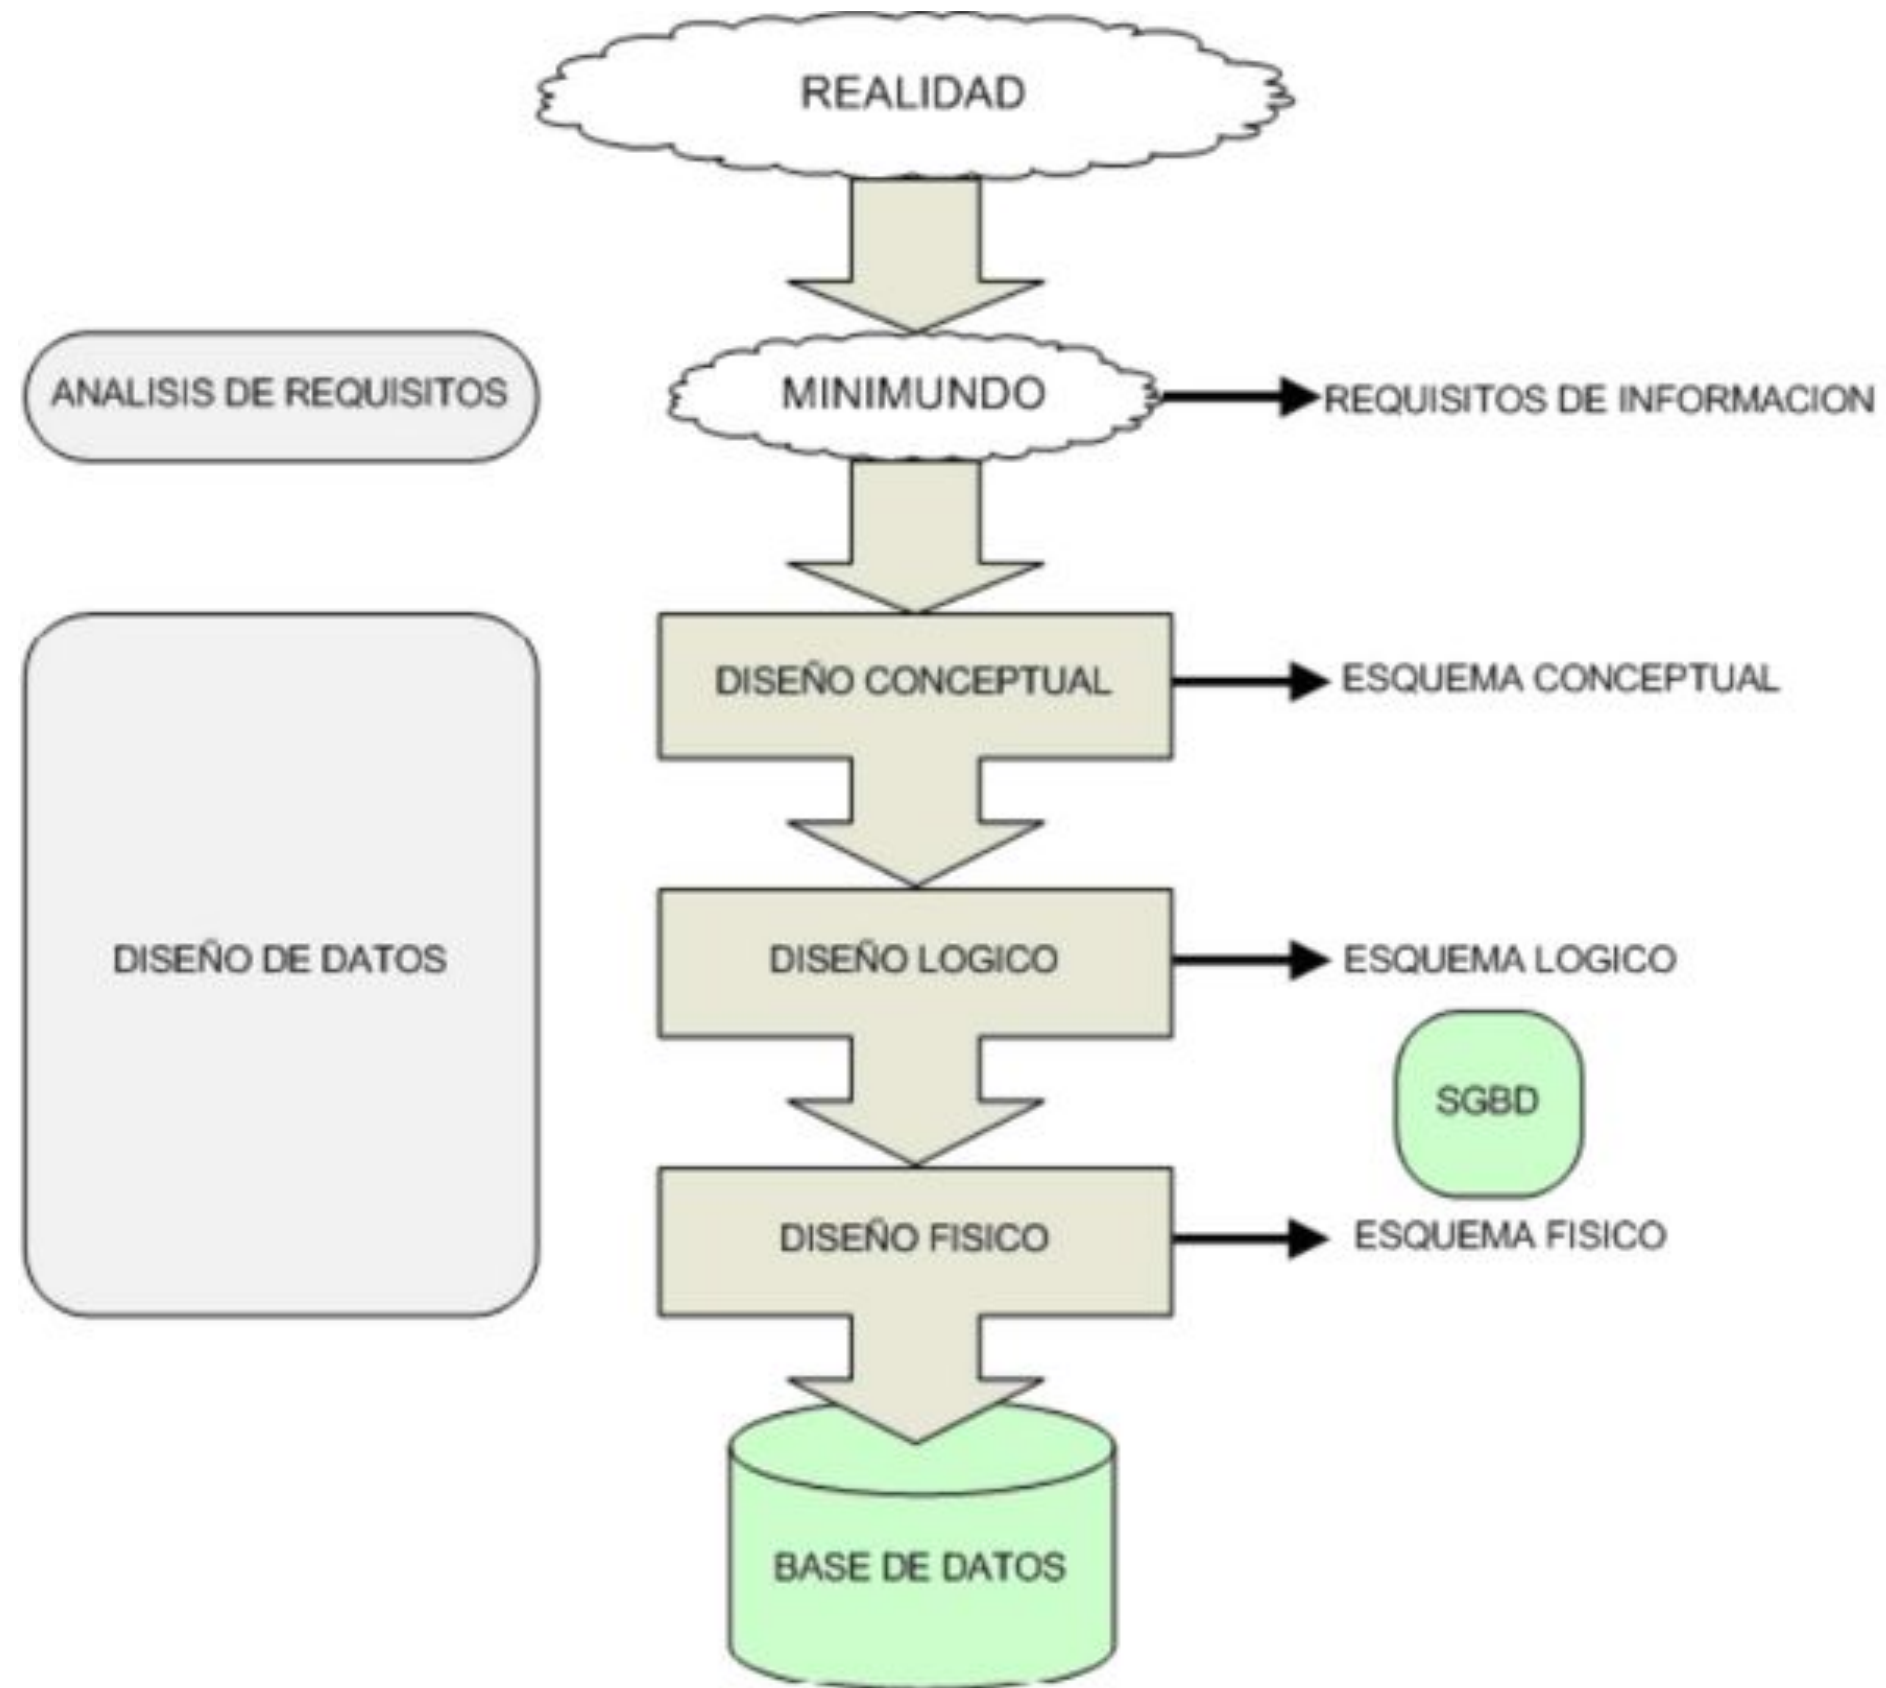 REALIDAD
ANALISIS DE REQUISITOS
MINIMUNDO
REQUISITOS DE INFORMACION
DISEÑO CONCEPTUAL
ESQUEMA CONCEPTUAL
DISEÑO DE DATOS
DISEÑO LOGICO
ESQUEMA LOGICO
SGBD
DISEÑO FISICO
ESQUEMA FISICO
BASE DE DATOS